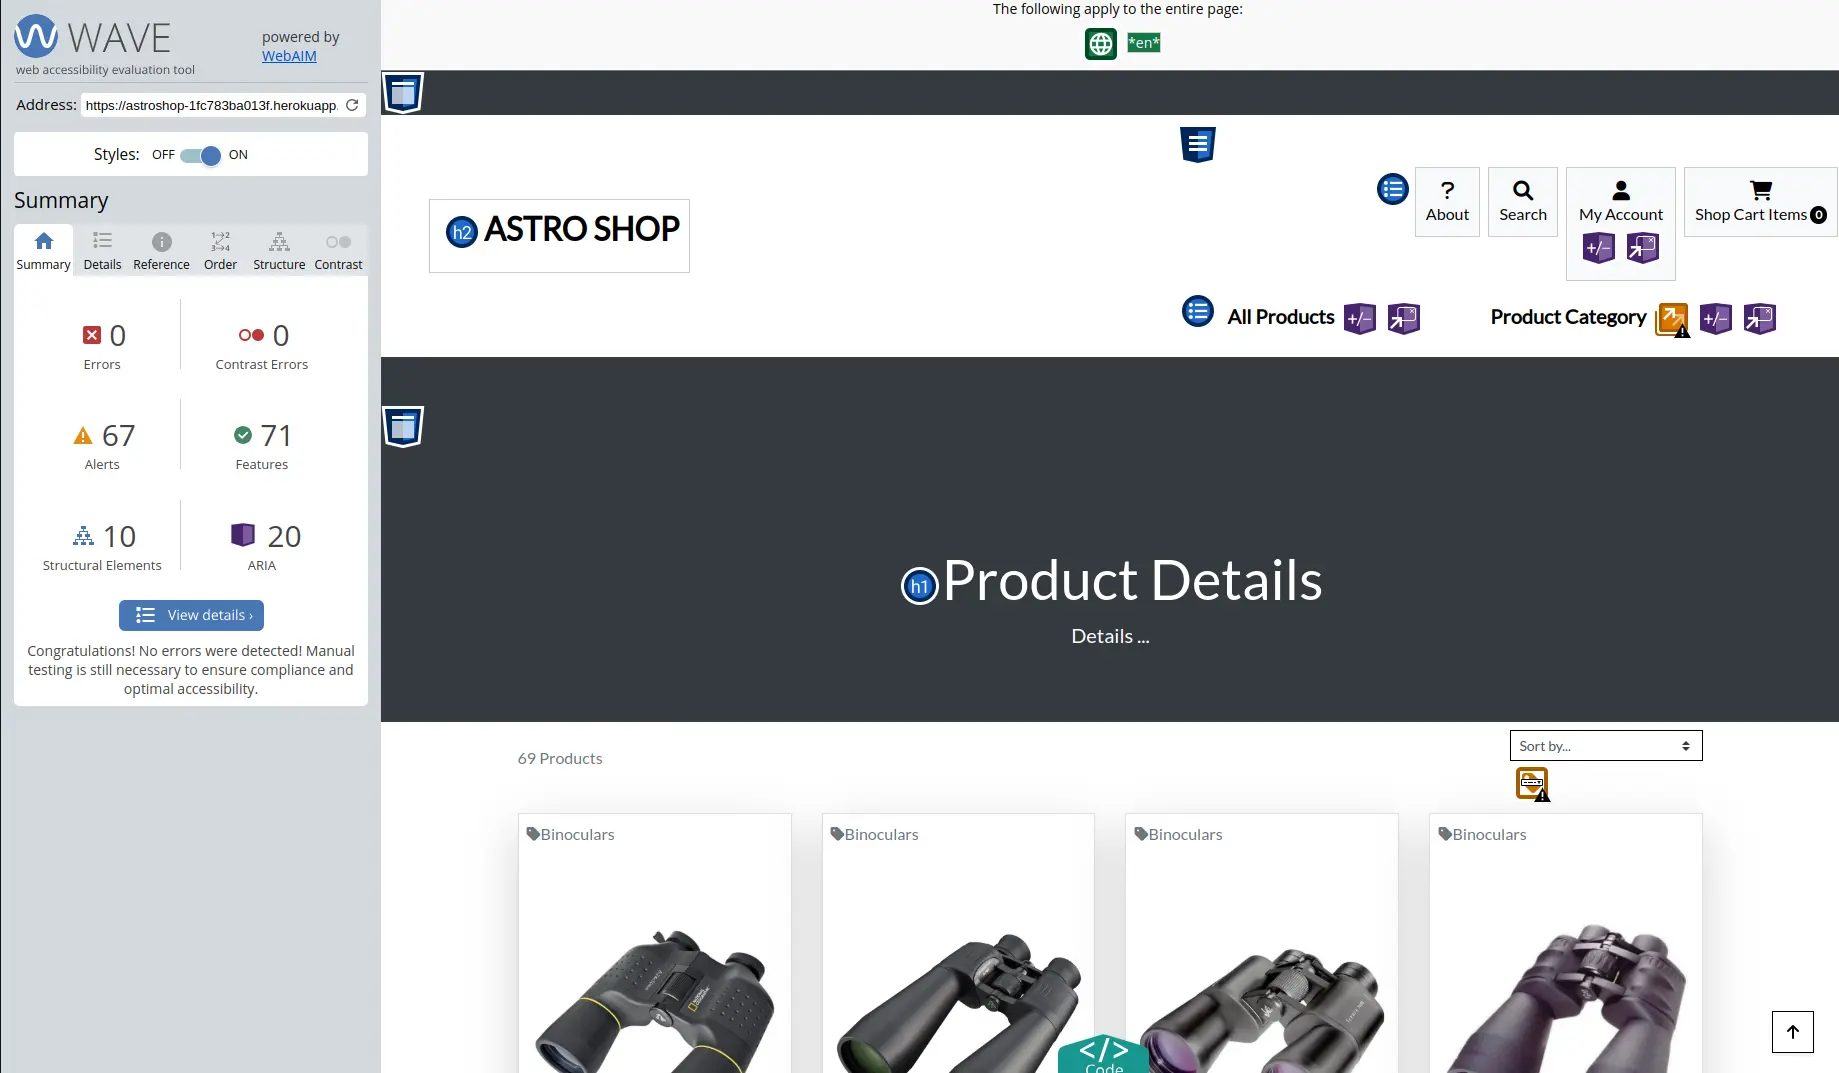 WAVE
web accessibility evaluation tool
powered by
WebAIM
Address: https://astroshop-1fc783ba013f.herokuapp.
Styles: OFF ON
Summary
Summary Details Reference Order Structure Contrast
0 Errors
0 Contrast Errors
67 Alerts
71 Features
10 Structural Elements
20 ARIA
View details ›
Congratulations! No errors were detected! Manual
testing is still necessary to ensure compliance and
optimal accessibility.
The following apply to the entire page:
*en*
h2 ASTRO SHOP
? About
Search
My Account
+/-
Shop Cart Items 0
All Products +/-
Product Category +/-
h1 Product Details
Details ...
69 Products
Sort by...
Binoculars Binoculars Binoculars Binoculars
</> Code